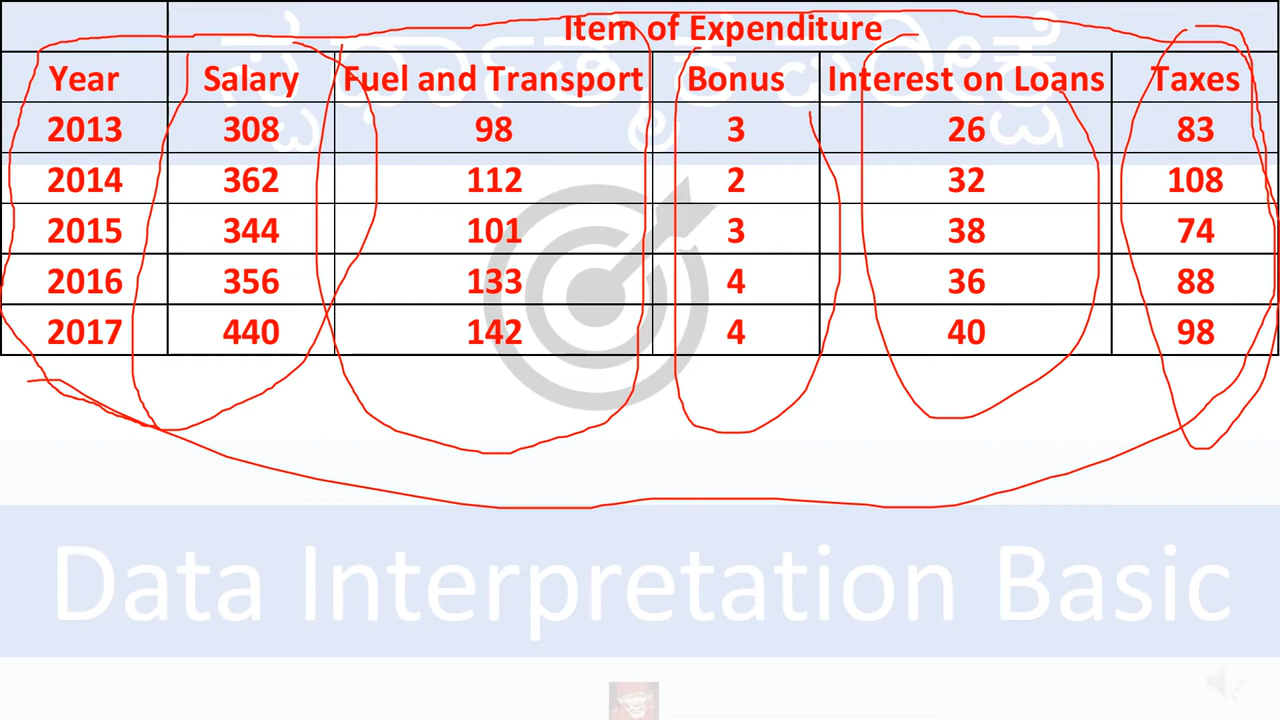 Item of Expenditure
Year Salary Fuel and Transport Bonus Interest on Loans Taxes
2013 308 98 3 26 83
2014 362 112 2 32 108
2015 344 101 3 38 74
2016 356 133 4 36 88
2017 440 142 4 40 98
Data Interpretation Basic